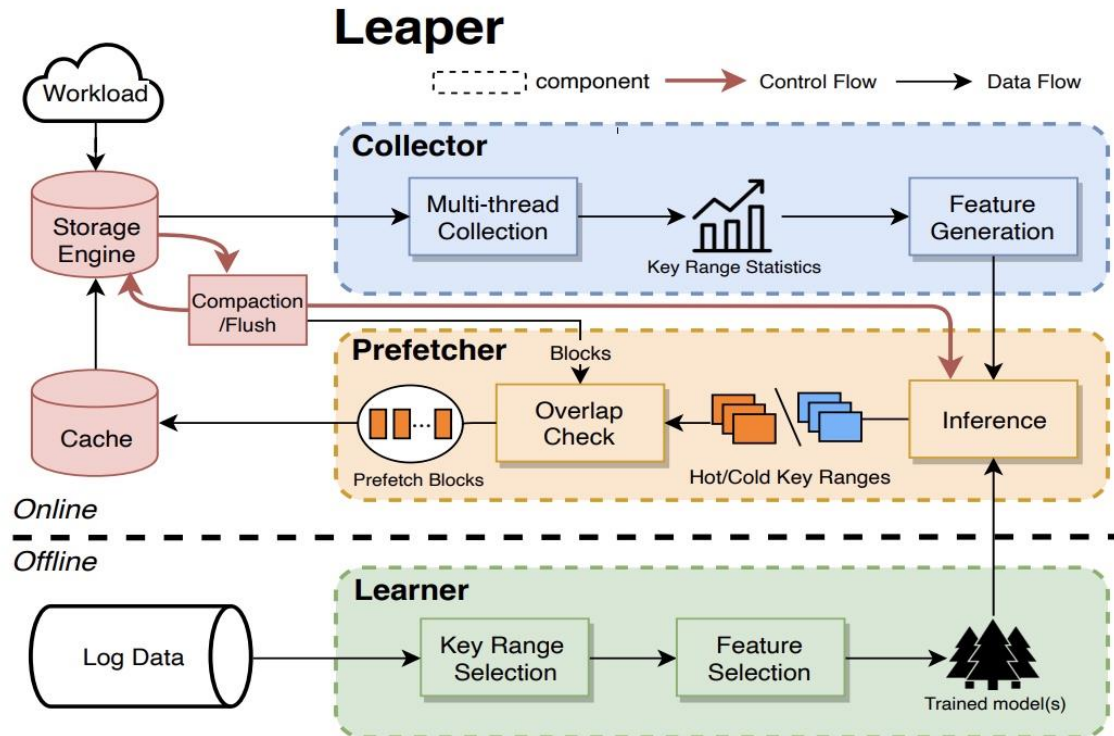 Leaper
component
Control Flow
Data Flow
Workload
Collector
Storage
Engine
Multi-thread
Collection
Key Range Statistics
Feature
Generation
Compaction
/Flush
Prefetcher
Blocks
Cache
Prefetch Blocks
Overlap
Check
Hot/Cold Key Ranges
Inference
Online
Offline
Learner
Log Data
Key Range
Selection
Feature
Selection
Trained model(s)